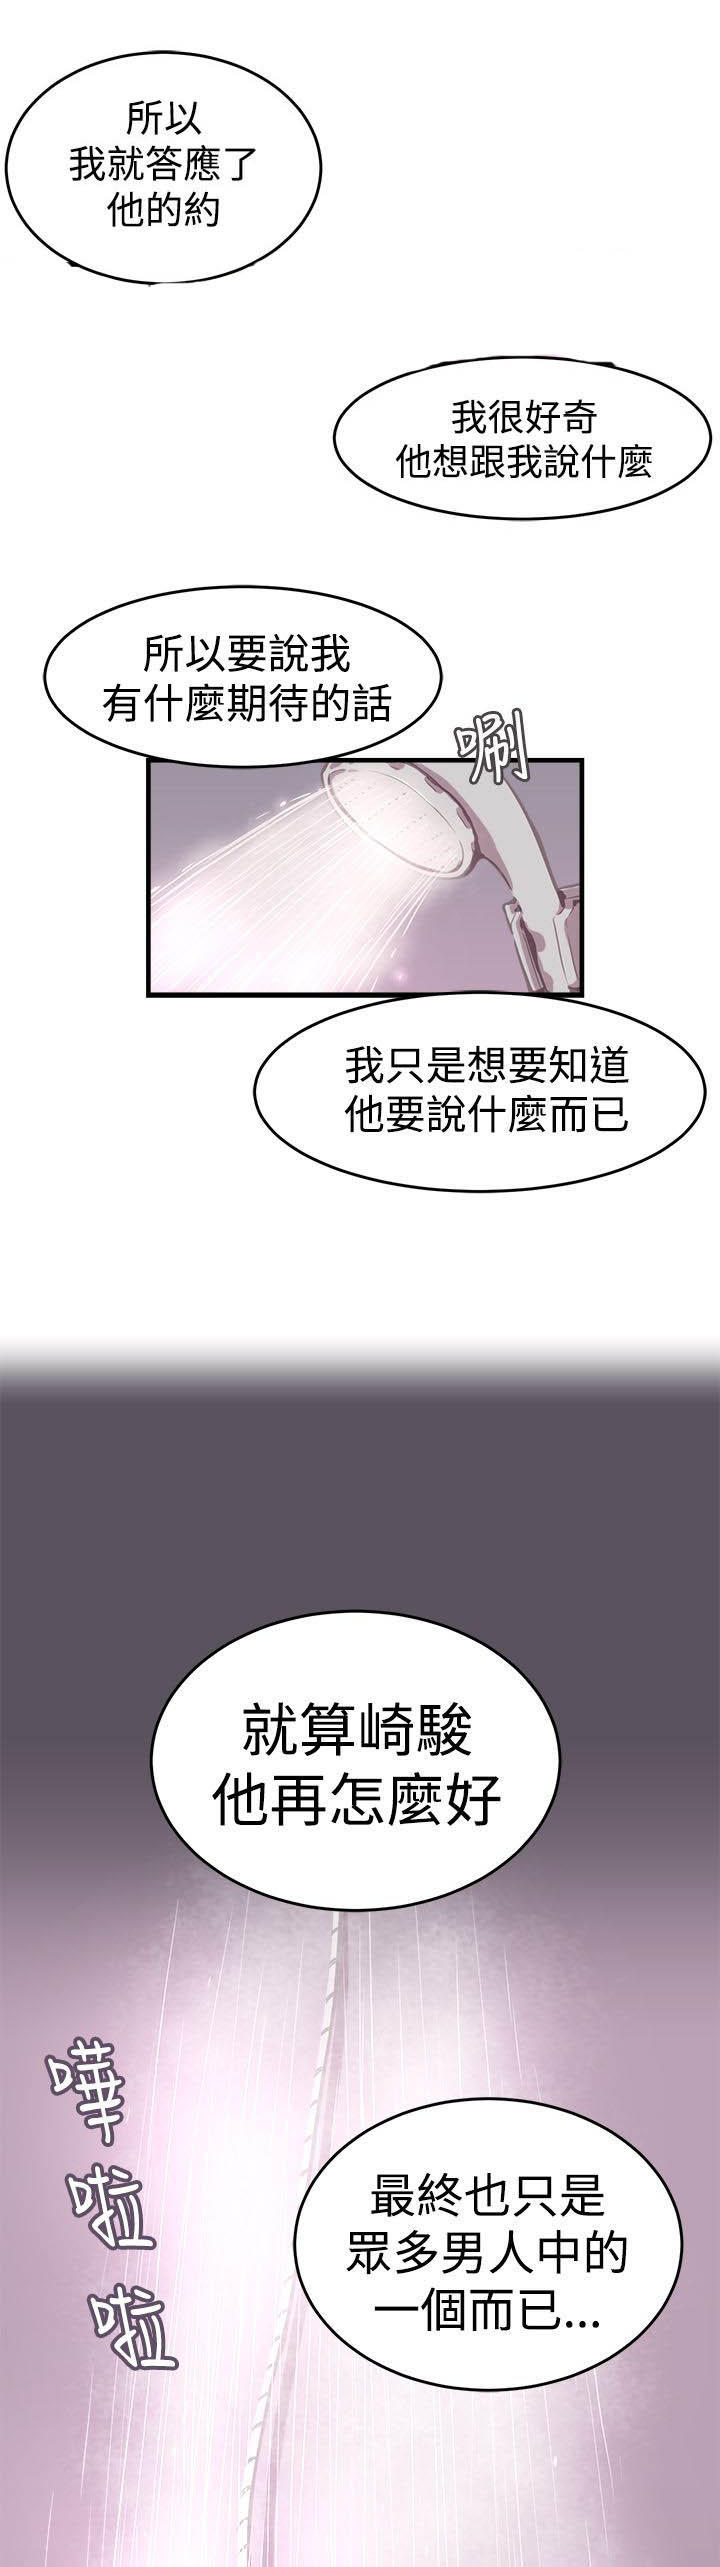 所以
我就答應了
他的約
我很好奇
他想跟我說什麼
所以要說我
有什麼期待的話
唰
我只是想要知道
他要說什麼而已
就算崎駿
他再怎麼好
嘩
啦
啦
最終也只是
眾多男人中的
一個而已...